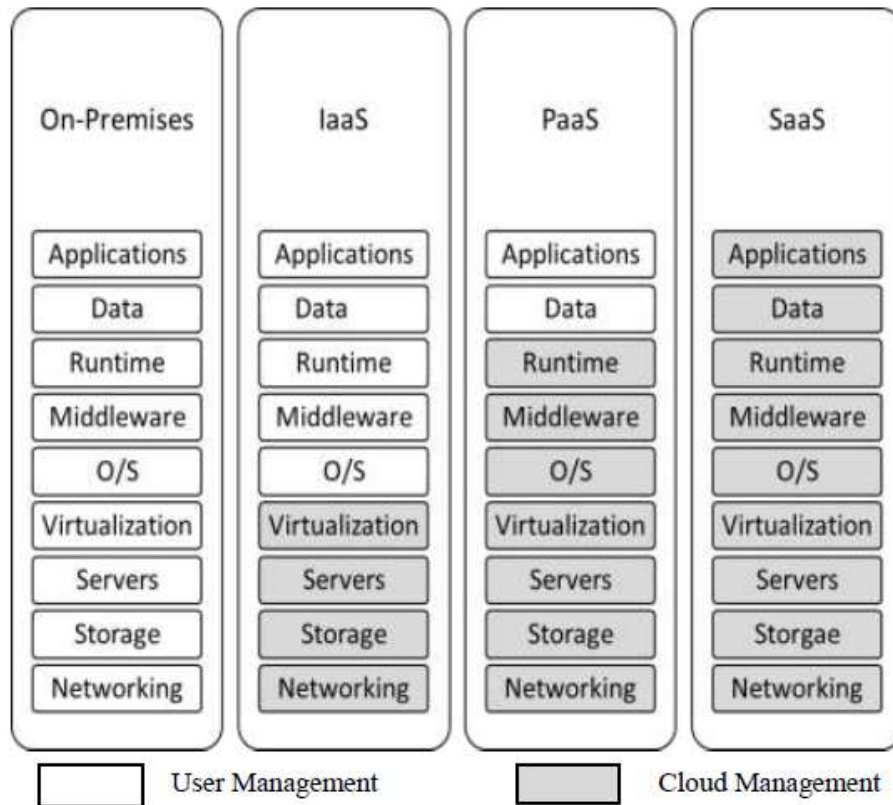 On-Premises
IaaS
PaaS
SaaS
Applications
Applications
Applications
Applications
Data
Data
Data
Data
Runtime
Runtime
Runtime
Runtime
Middleware
Middleware
Middleware
Middleware
O/S
O/S
O/S
O/S
Virtualization
Virtualization
Virtualization
Virtualization
Servers
Servers
Servers
Servers
Storage
Storage
Storage
Storgae
Networking
Networking
Networking
Networking
User Management
Cloud Management